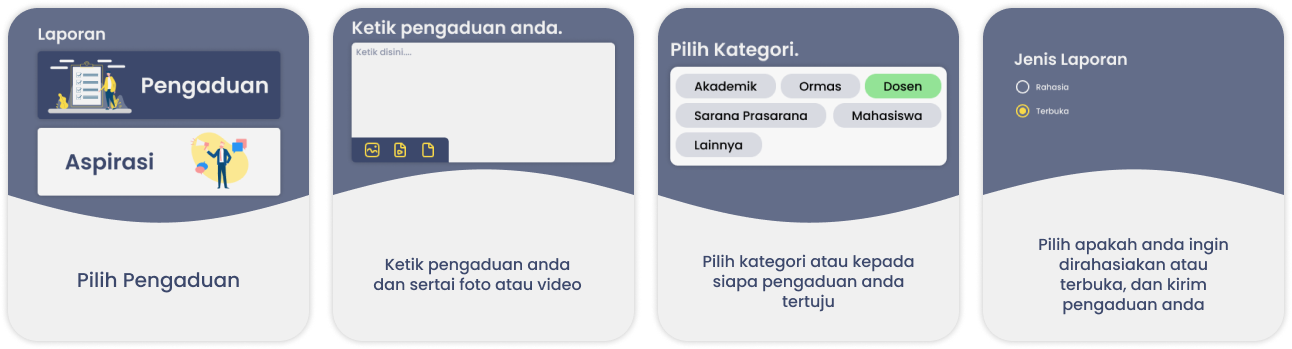 Laporan
Pengaduan
Aspirasi
Pilih Pengaduan
Ketik pengaduan anda.
Ketik disini....
Ketik pengaduan anda
dan sertai foto atau video
Pilih Kategori.
Akademik
Ormas
Dosen
Sarana Prasarana
Mahasiswa
Lainnya
Pilih kategori atau kepada
siapa pengaduan anda
tertuju
Jenis Laporan
Rahasia
Terbuka
Pilih apakah anda ingin
dirahasiakan atau
terbuka, dan kirim
pengaduan anda